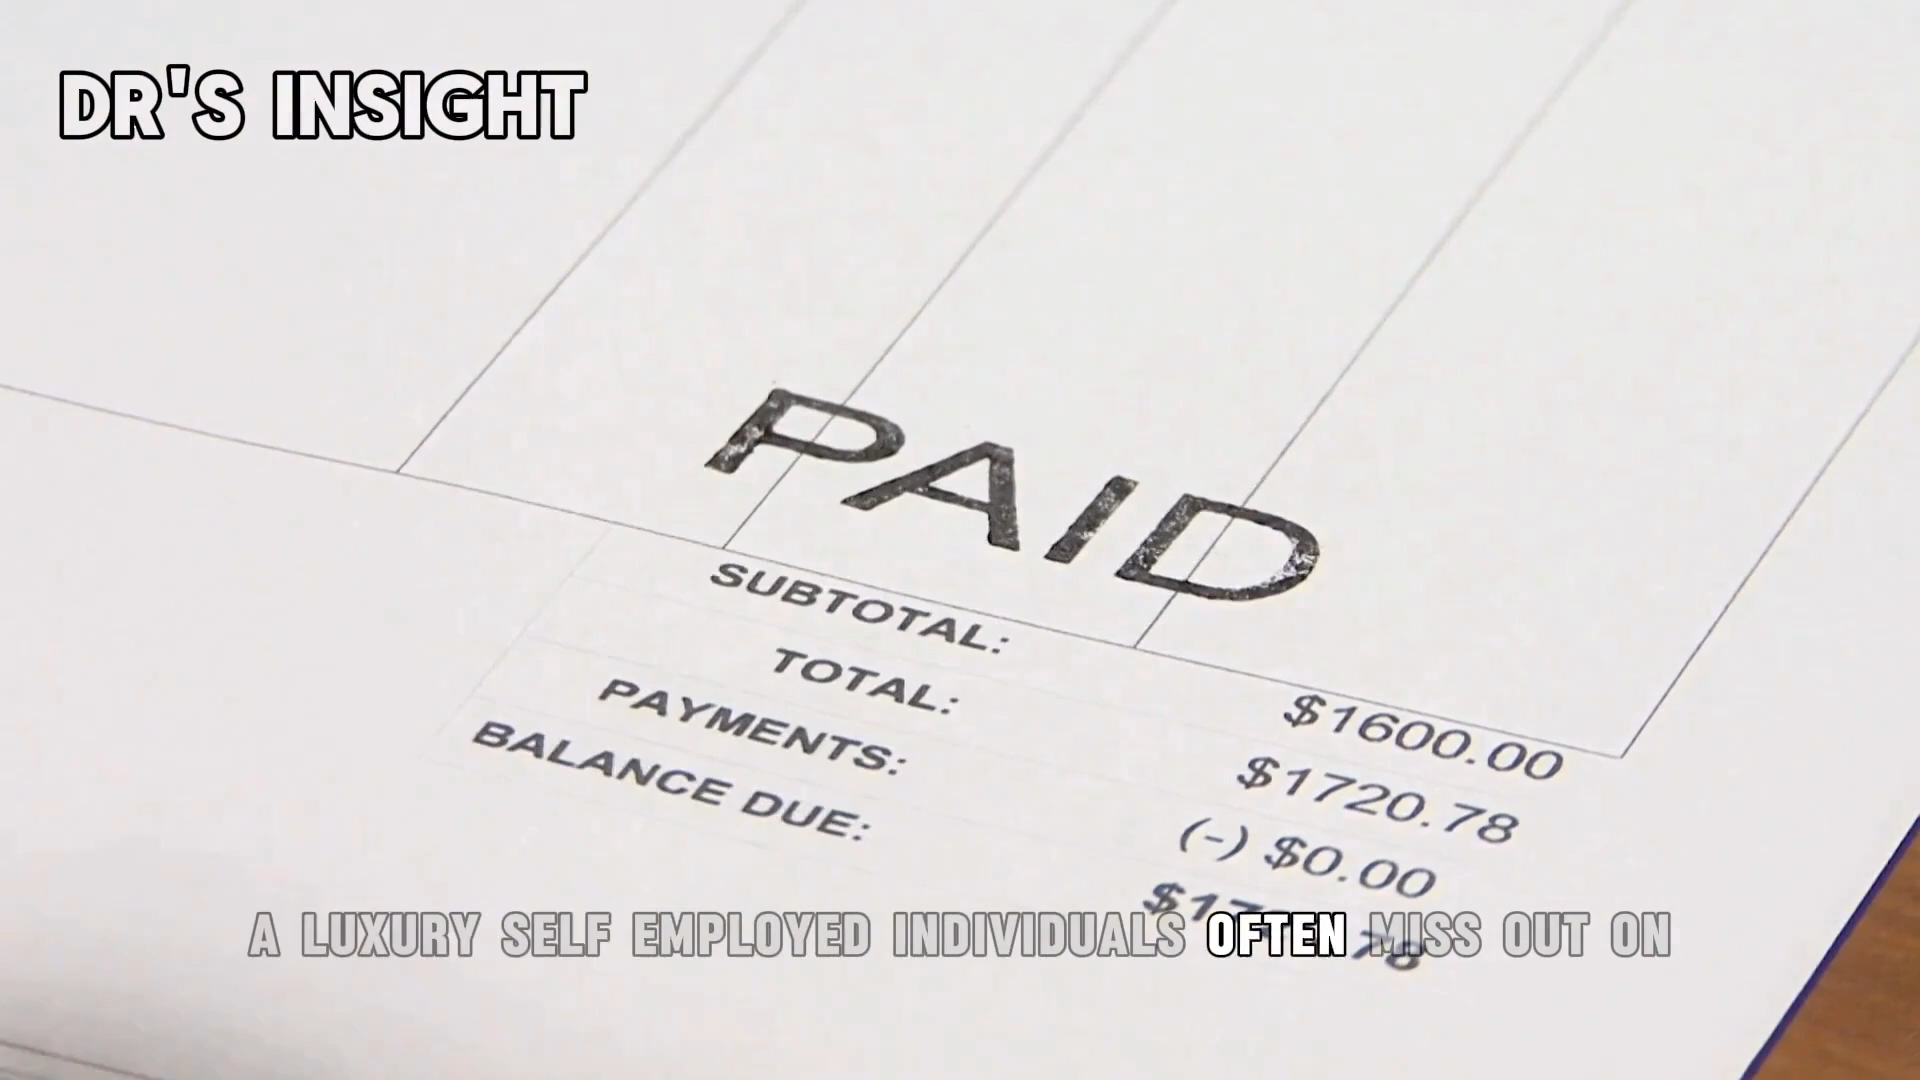 DR'S INSIGHT
PAID
SUBTOTAL: $1600.00
TOTAL: $1720.78
PAYMENTS: (-) $0.00
BALANCE DUE:
A LUXURY SELF EMPLOYED INDIVIDUALS OFTEN MISS OUT ON